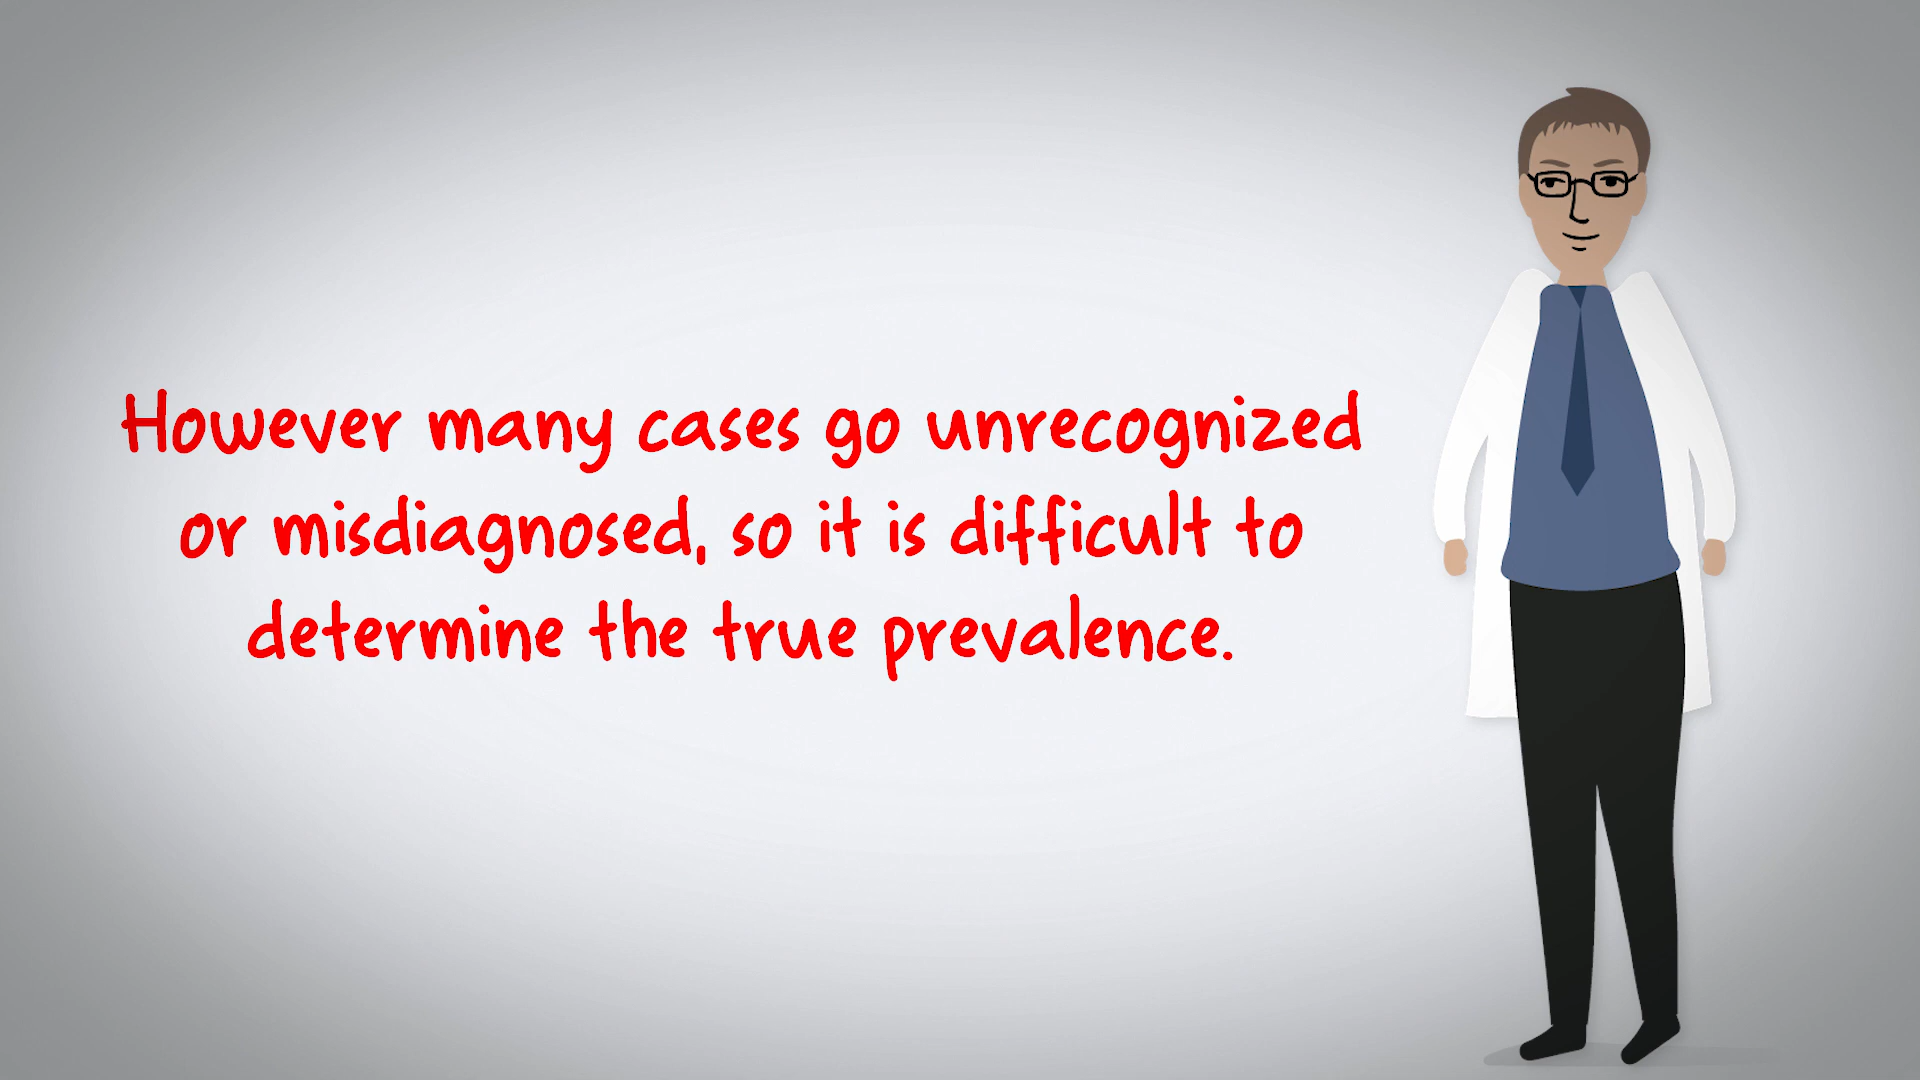 However many cases go unrecognized
or misdiagnosed, so it is difficult to
determine the true prevalence.